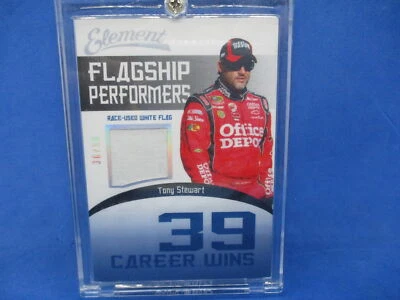 Element
FLAGSHIP
PERFORMERS
RACE-USED WHITE FLAG
Office
DEPOT
Tony Stewart
39
CAREER WINS